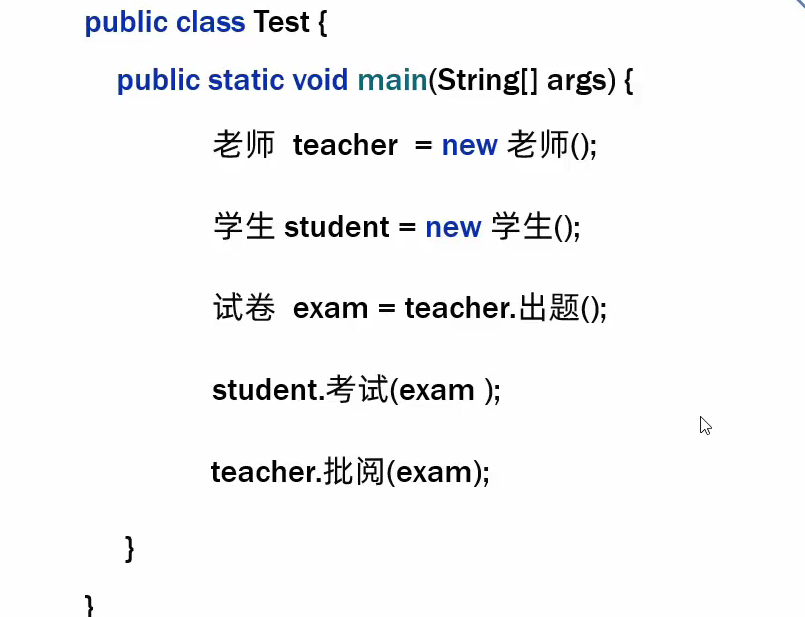 public class Test {
public static void main(String[] args) {
老师 teacher = new 老师();
学生 student = new 学生();
试卷 exam = teacher.出题();
student.考试(exam );
teacher.批阅(exam);
}
}